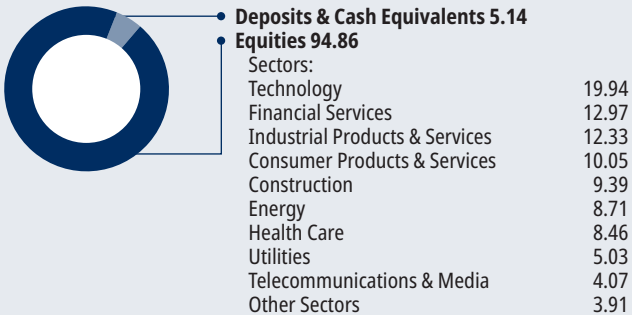 Deposits & Cash Equivalents 5.14
Equities 94.86
Sectors:
Technology 19.94
Financial Services 12.97
Industrial Products & Services 12.33
Consumer Products & Services 10.05
Construction 9.39
Energy 8.71
Health Care 8.46
Utilities 5.03
Telecommunications & Media 4.07
Other Sectors 3.91